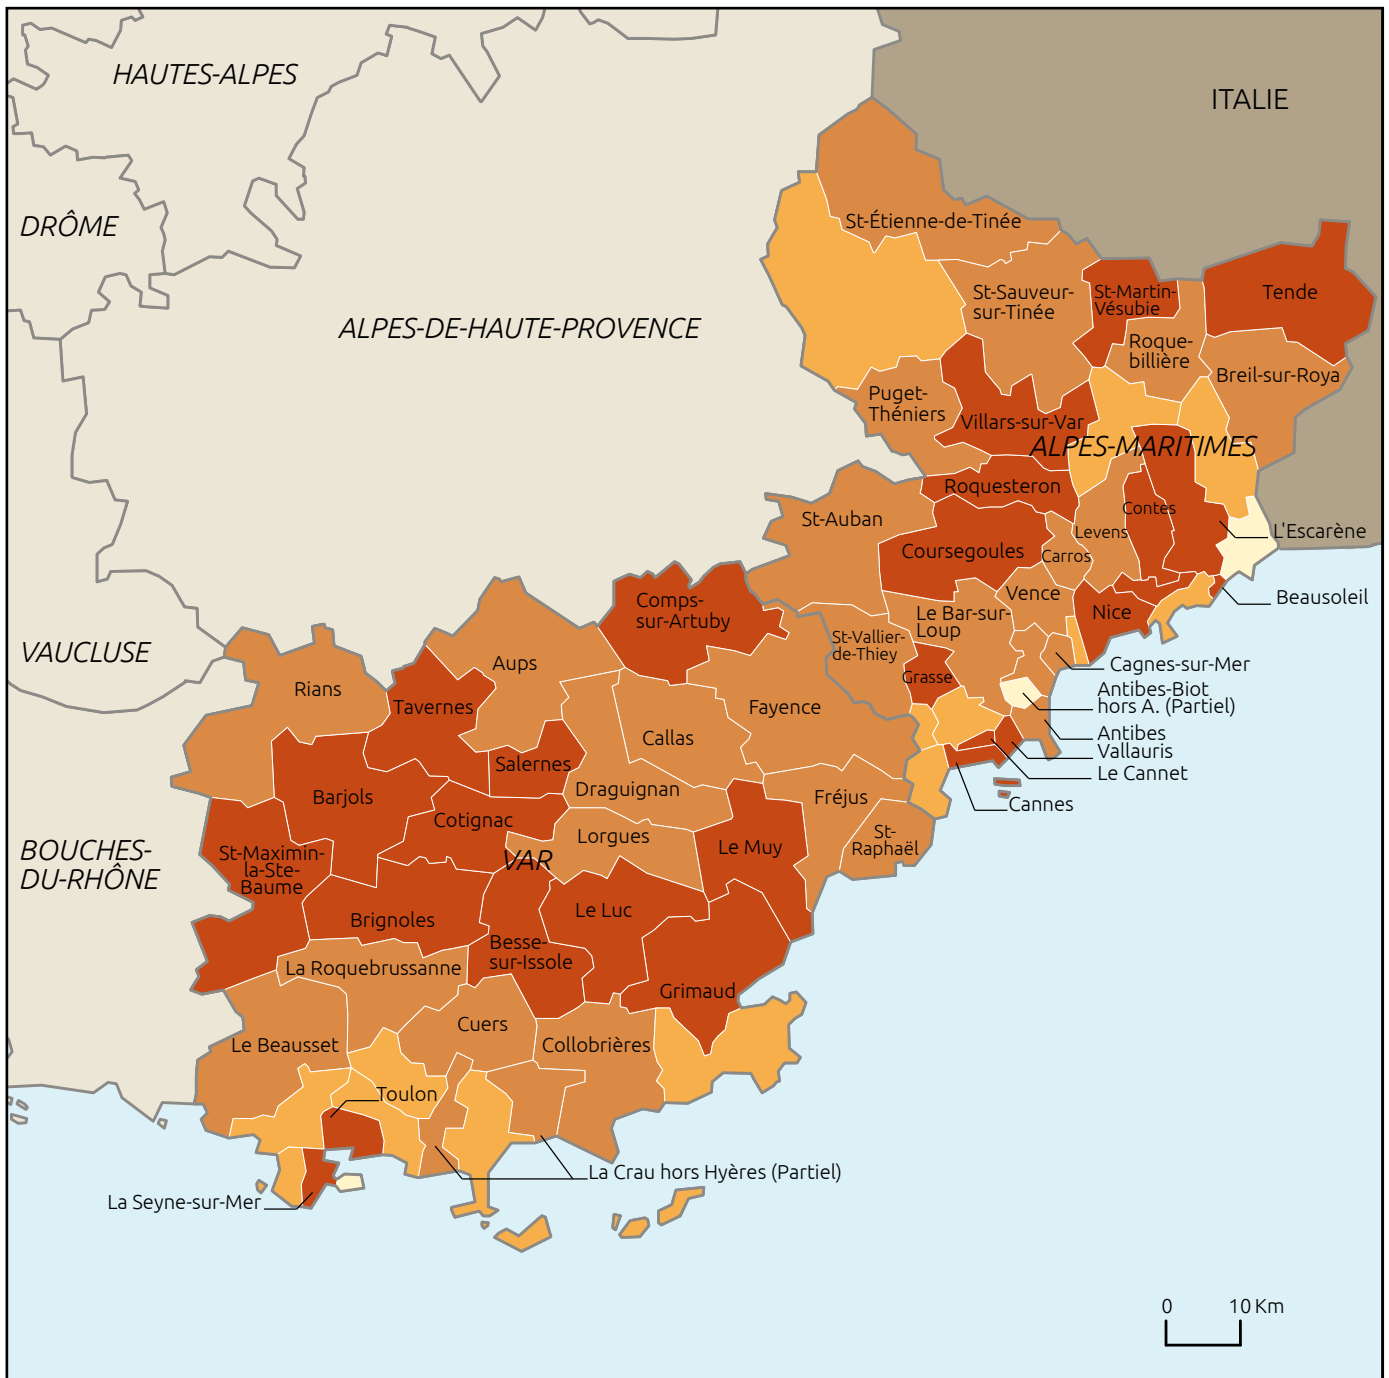 HAUTES-ALPES
ITALIE
DRÔME
St-Étienne-de-Tinée
ALPES-DE-HAUTE-PROVENCE
St-Sauveur-
sur-Tinée
St-Martin-
Vésubie
Tende
Roque-
billière
Breil-sur-Roya
Puget-
Théniers
Villars-sur-Var
ALPES-MARITIMES
Roquesteron
St-Auban
Contes
Levens
L'Escarène
Coursegoules
Carros
Vence
Beausoleil
Nice
Le Bar-sur-
Loup
Comps-
sur-Artuby
St-Vallier-
de-Thiey
VAUCLUSE
Aups
Rians
Grasse
Cagnes-sur-Mer
Antibes-Biot
hors A. (Partiel)
Tavernes
Fayence
Callas
Antibes
Vallauris
Le Cannet
Cannes
Salernes
Draguignan
Barjols
Fréjus
Cotignac
Lorgues
St-
Raphaël
Le Muy
BOUCHES-
DU-RHÔNE
St-Maximin-
la-Ste-
Baume
VAR
Le Luc
Brignoles
Besse-
sur-Issole
La Roquebrussanne
Grimaud
Cuers
Le Beausset
Collobrières
Toulon
La Crau hors Hyères (Partiel)
La Seyne-sur-Mer
0 10 Km